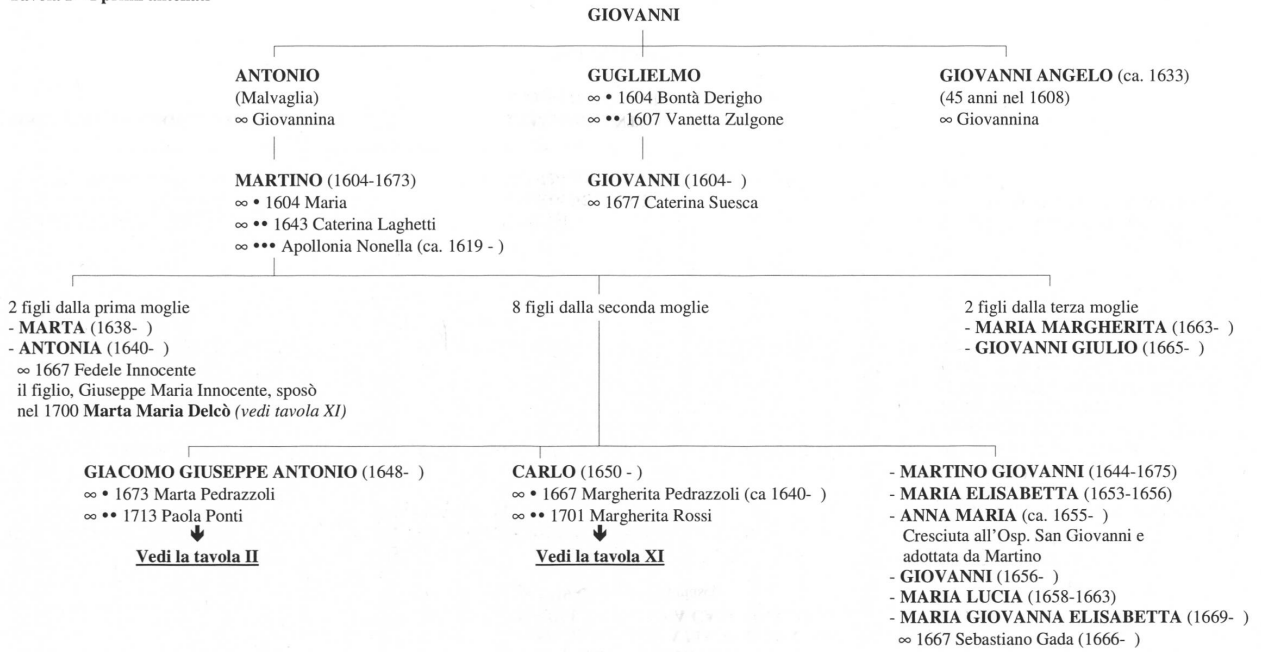 GIOVANNI
ANTONIO
(Malvaglia)
∞ Giovannina
GUGLIELMO
∞ • 1604 Bontà Derigho
∞ •• 1607 Vanetta Zulgone
GIOVANNI ANGELO (ca. 1633)
(45 anni nel 1608)
∞ Giovannina
MARTINO (1604-1673)
∞ • 1604 Maria
∞ •• 1643 Caterina Laghetti
∞ ••• Apollonia Nonella (ca. 1619 - )
GIOVANNI (1604- )
∞ 1677 Caterina Suesca
2 figli dalla prima moglie
- MARTA (1638- )
- ANTONIA (1640- )
∞ 1667 Fedele Innocente
il figlio, Giuseppe Maria Innocente, sposò
nel 1700 Marta Maria Delcò (vedi tavola XI)
8 figli dalla seconda moglie
2 figli dalla terza moglie
- MARIA MARGHERITA (1663- )
- GIOVANNI GIULIO (1665- )
GIACOMO GIUSEPPE ANTONIO (1648- )
∞ • 1673 Marta Pedrazzoli
∞ •• 1713 Paola Ponti
Vedi la tavola II
CARLO (1650 - )
∞ • 1667 Margherita Pedrazzoli (ca 1640- )
∞ •• 1701 Margherita Rossi
Vedi la tavola XI
- MARTINO GIOVANNI (1644-1675)
- MARIA ELISABETTA (1653-1656)
- ANNA MARIA (ca. 1655- )
Cresciuta all'Osp. San Giovanni e
adottata da Martino
- GIOVANNI (1656- )
- MARIA LUCIA (1658-1663)
- MARIA GIOVANNA ELISABETTA (1669- )
∞ 1667 Sebastiano Gada (1666- )